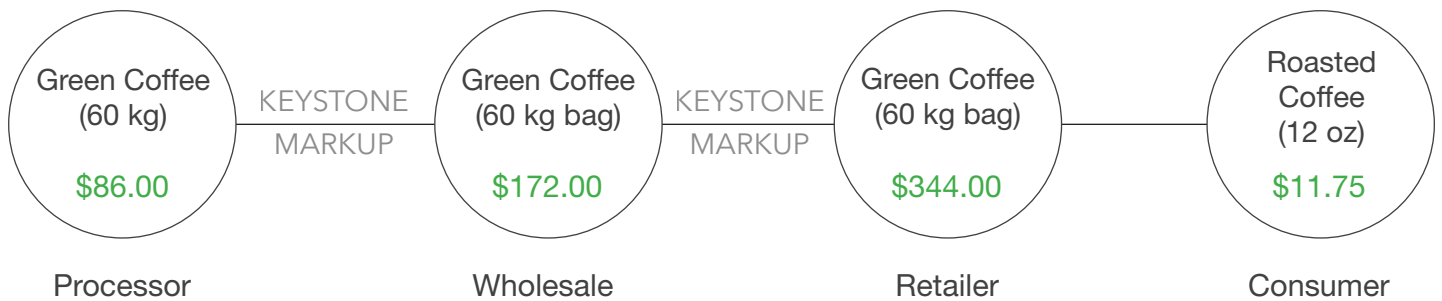 Green Coffee
(60 kg)
$86.00
Processor
KEYSTONE
MARKUP
Green Coffee
(60 kg bag)
$172.00
Wholesale
KEYSTONE
MARKUP
Green Coffee
(60 kg bag)
$344.00
Retailer
Roasted
Coffee
(12 oz)
$11.75
Consumer